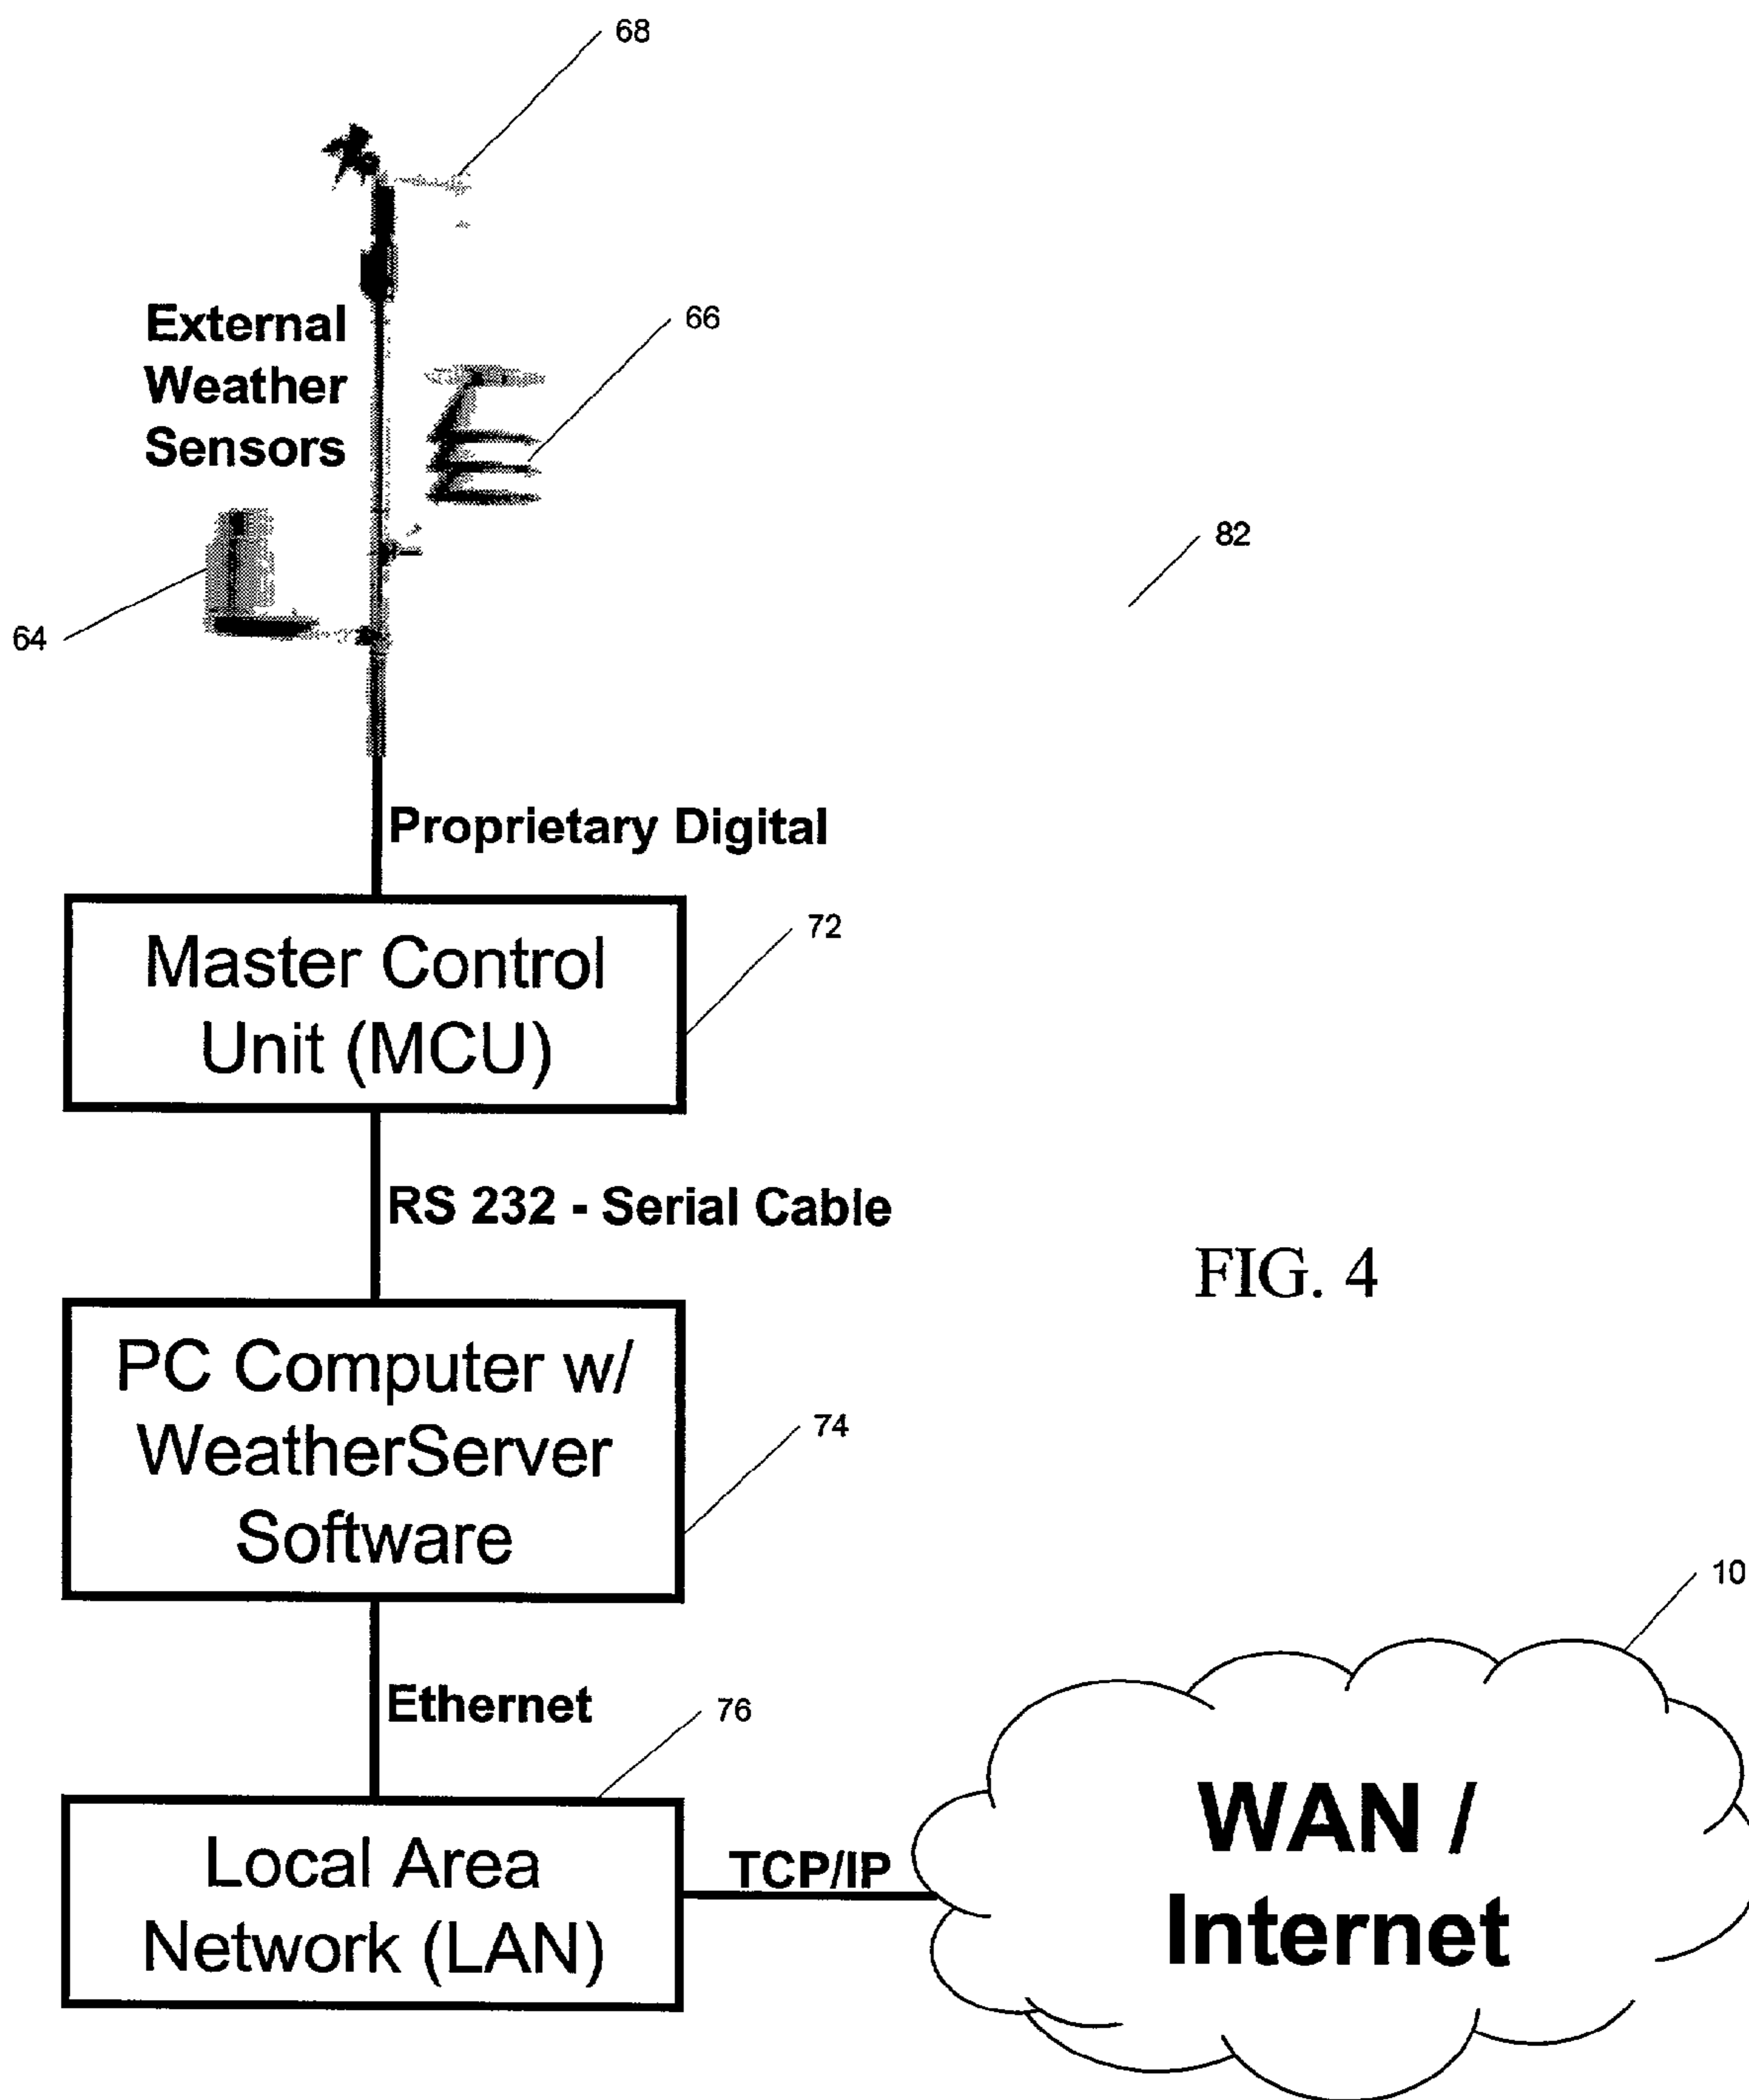 68
External
Weather
Sensors
66
82
64
Proprietary Digital
72
Master Control
Unit (MCU)
RS 232 - Serial Cable
FIG. 4
PC Computer w/
WeatherServer
Software
74
10
Ethernet
76
Local Area
Network (LAN)
TCP/IP
WAN /
Internet